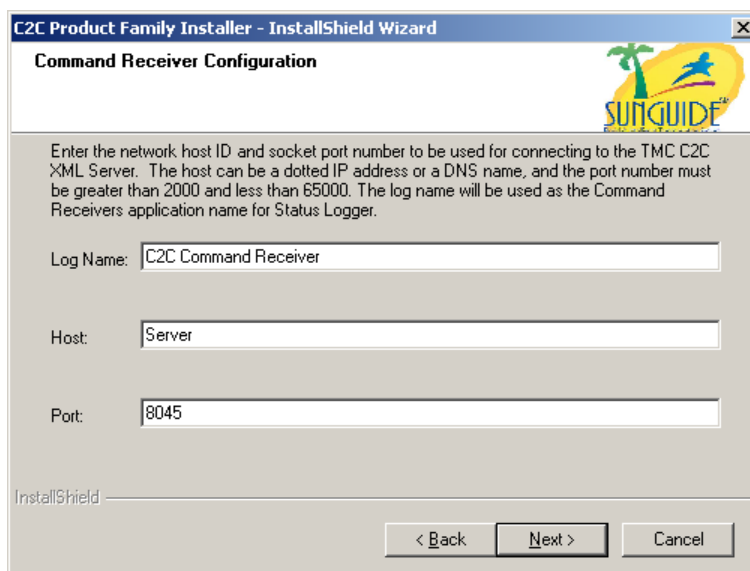 C2C Product Family Installer - InstallShield Wizard
Command Receiver Configuration
SUNGUIDE
Enter the network host ID and socket port number to be used for connecting to the TMC C2C
XML Server. The host can be a dotted IP address or a DNS name, and the port number must
be greater than 2000 and less than 65000. The log name will be used as the Command
Receivers application name for Status Logger.
Log Name: C2C Command Receiver
Host: Server
Port: 8045
InstallShield
< Back Next > Cancel